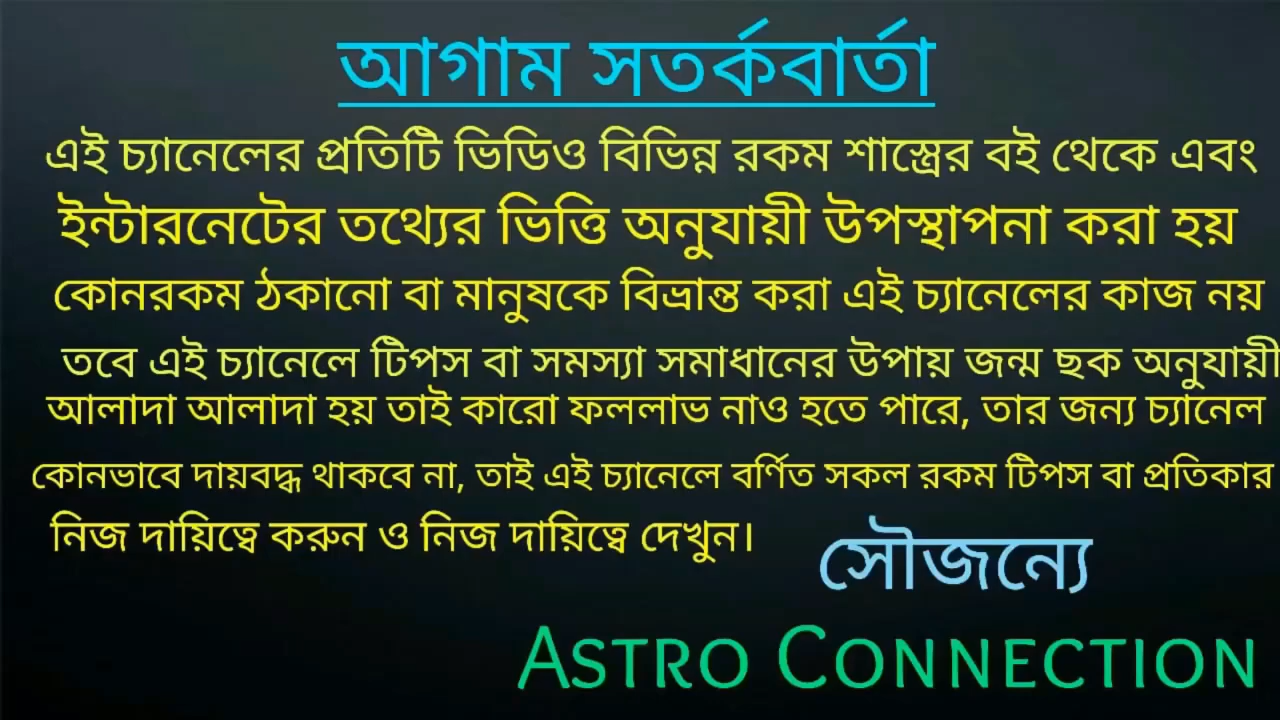 আগাম সতর্কবার্তা
এই চ্যানেলের প্রতিটি ভিডিও বিভিন্ন রকম শাস্ত্রের বই থেকে এবং
ইন্টারনেটের তথ্যের ভিত্তি অনুযায়ী উপস্থাপনা করা হয়
কোনরকম ঠকানো বা মানুষকে বিভ্রান্ত করা এই চ্যানেলের কাজ নয়
তবে এই চ্যানেলে টিপস বা সমস্যা সমাধানের উপায় জন্ম ছক অনুযায়ী
আলাদা আলাদা হয় তাই কারো ফললাভ নাও হতে পারে, তার জন্য চ্যানেল
কোনভাবে দায়বদ্ধ থাকবে না, তাই এই চ্যানেলে বর্ণিত সকল রকম টিপস বা প্রতিকার
নিজ দায়িত্বে করুন ও নিজ দায়িত্বে দেখুন।
সৌজন্যে
ASTRO CONNECTION